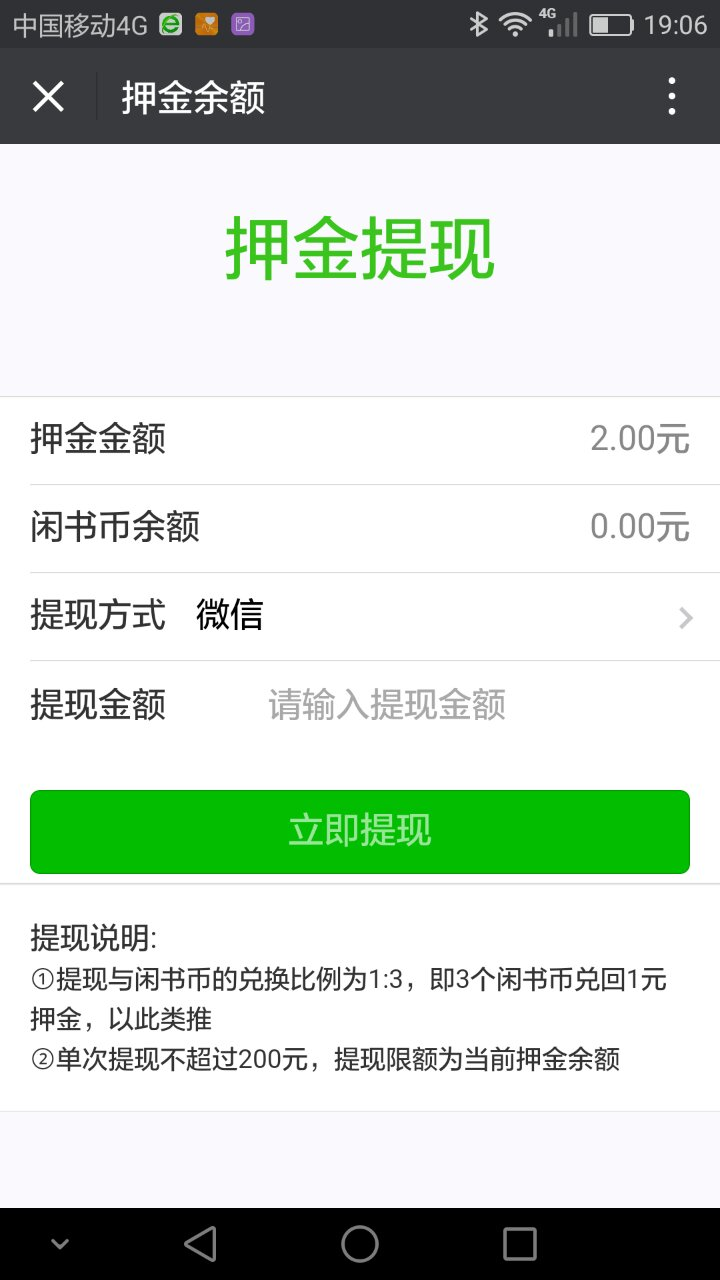 中国移动4G 4G 19:06
押金余额
押金提现
押金金额 2.00元
闲书币余额 0.00元
提现方式 微信
提现金额 请输入提现金额
立即提现
提现说明:
①提现与闲书币的兑换比例为1:3，即3个闲书币兑回1元
押金，以此类推
②单次提现不超过200元，提现限额为当前押金余额